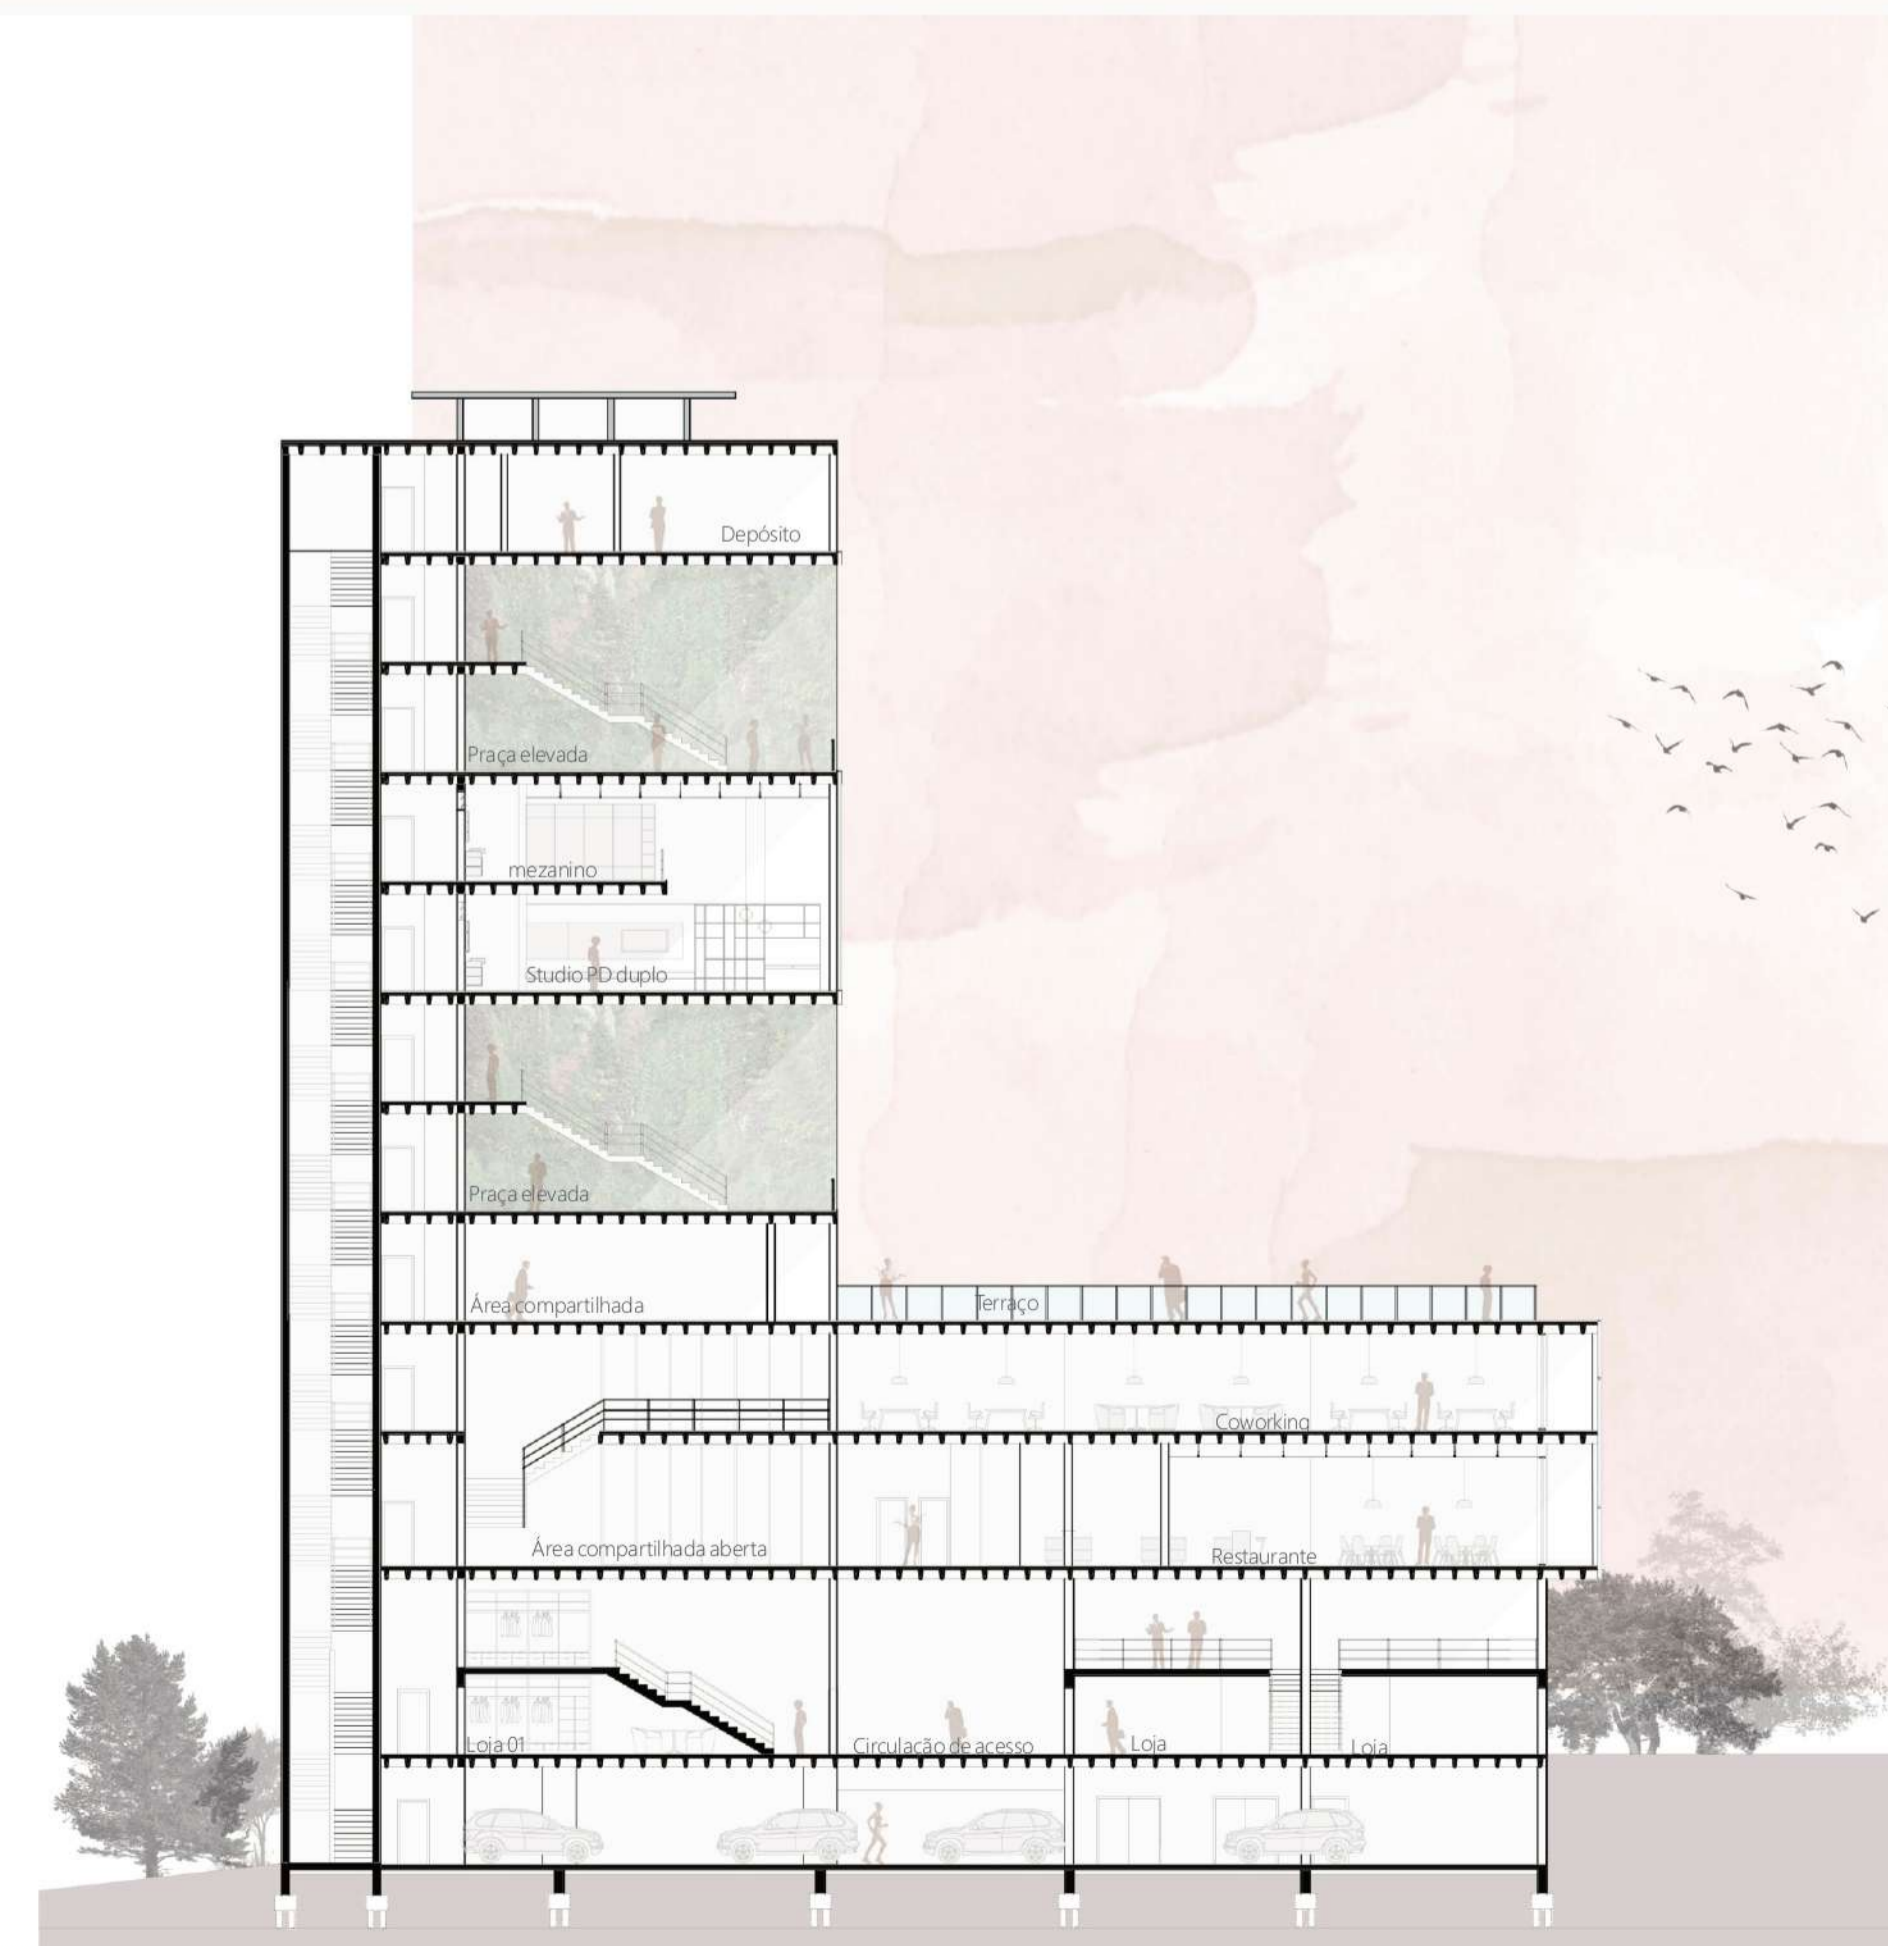 Depósito
Praça elevada
mezanino
Studio PD duplo
Praça elevada
Área compartilhada
Terraço
Coworking
Área compartilhada aberta
Restaurante
Loja 01
Circulação de acesso
Loja
Loja